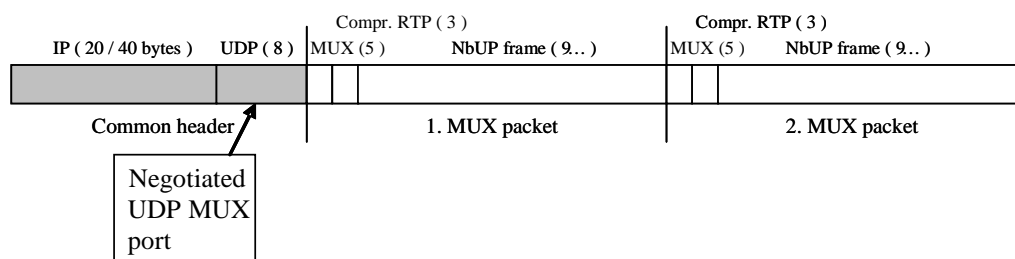 Compr. RTP ( 3 ) Compr. RTP ( 3 )
IP ( 20 / 40 bytes ) UDP ( 8 ) MUX (5) NbUP frame ( 9... ) MUX (5) NbUP frame ( 9... )
Common header 1. MUX packet 2. MUX packet
Negotiated
UDP MUX
port